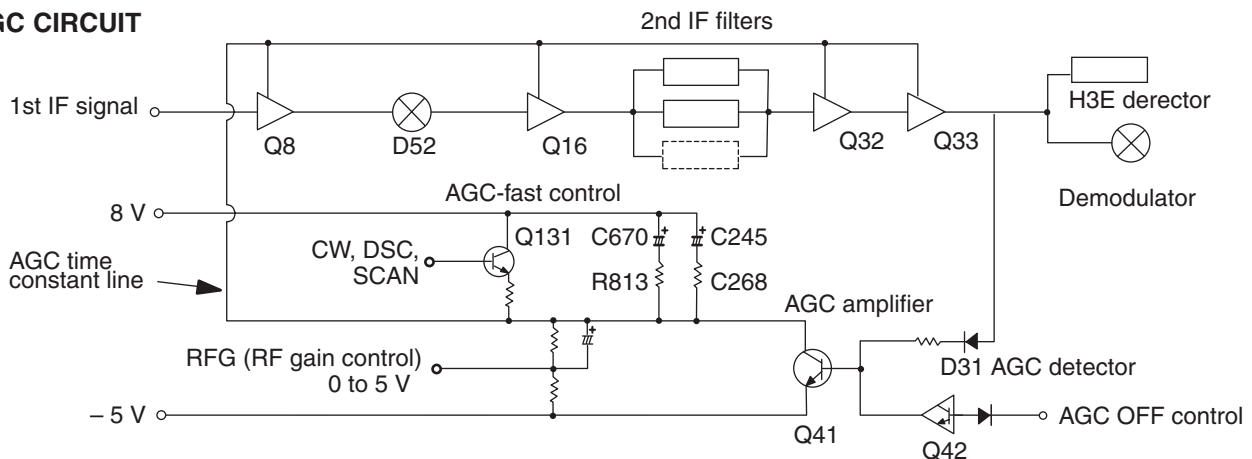 GC CIRCUIT
2nd IF filters
1st IF signal
H3E derector
Q8
D52
Q16
Q32
Q33
Demodulator
AGC-fast control
8 V
Q131
C670
+
+
C245
CW, DSC,
SCAN
AGC time
constant line
R813
C268
AGC amplifier
+
RFG (RF gain control)
0 to 5 V
D31 AGC detector
– 5 V
AGC OFF control
Q41
Q42